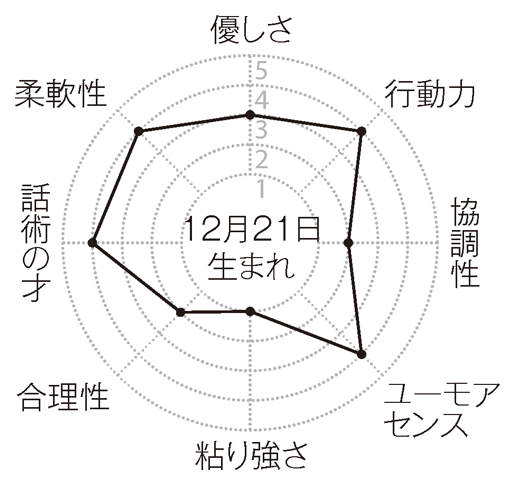 優しさ
行動力
協調性
ユーモア
センス
粘り強さ
合理性
話術の才
柔軟性
5
4
3
2
1
12月21日
生まれ